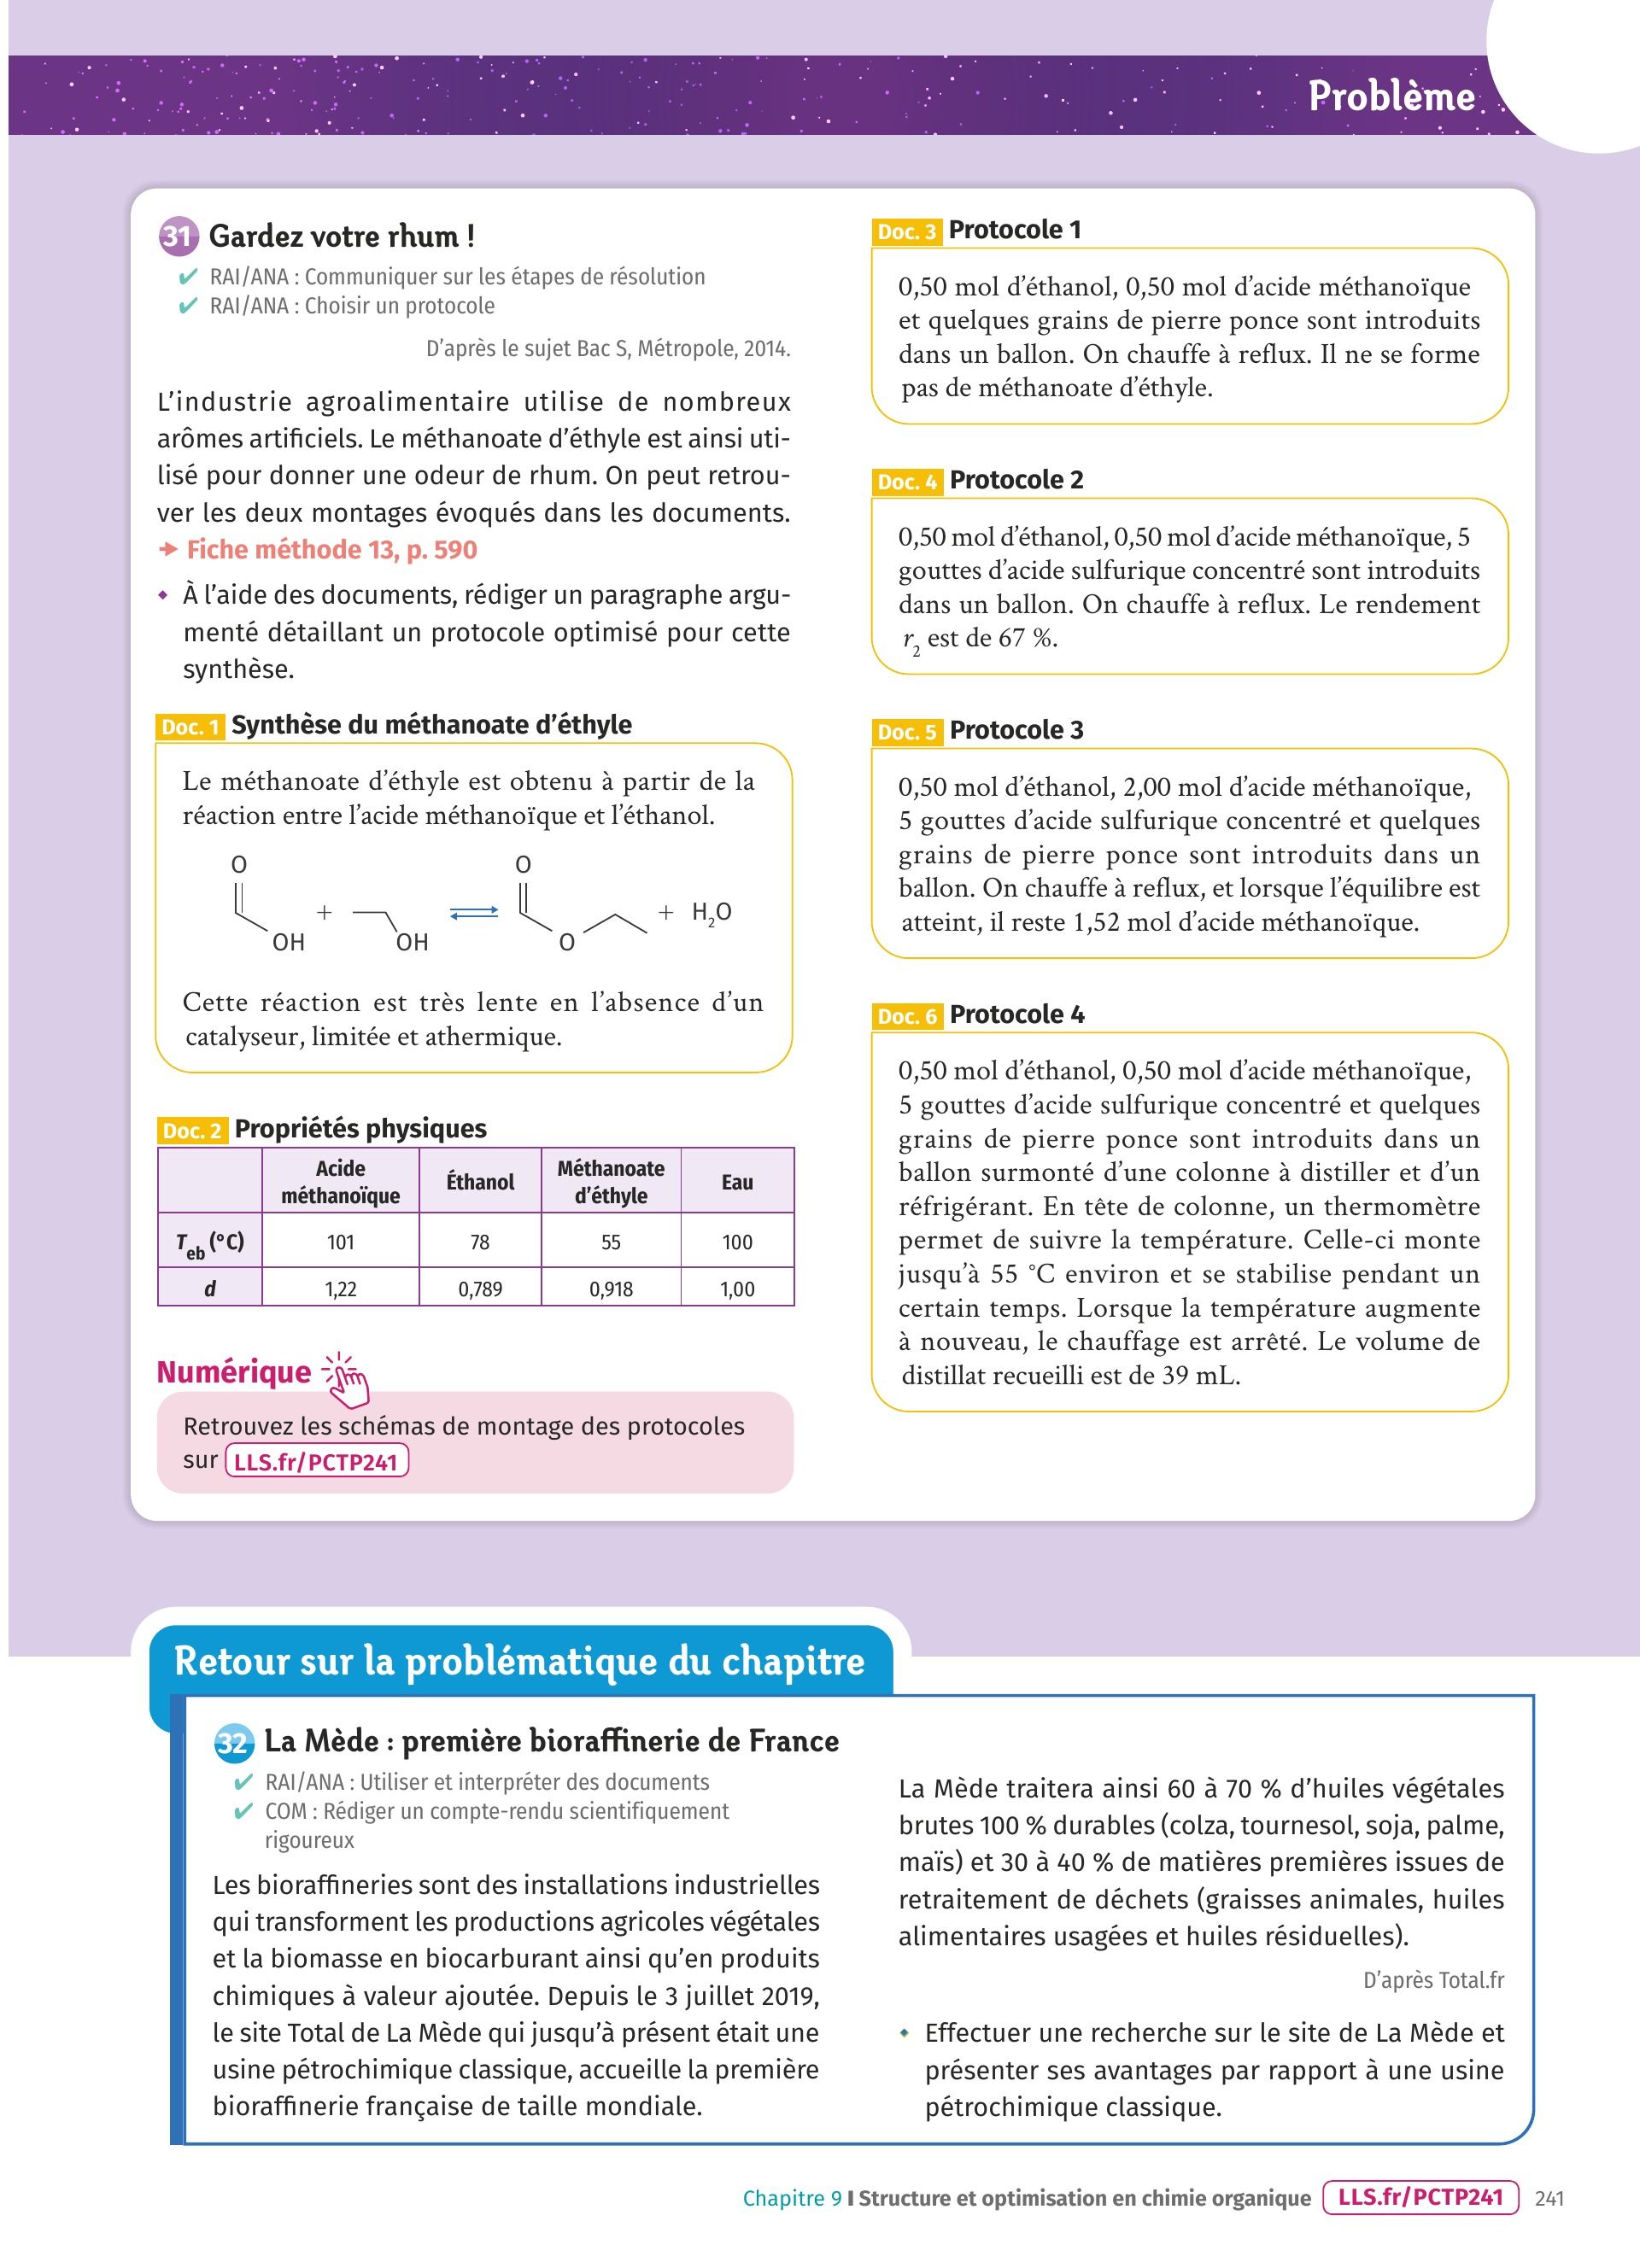 Problème
31 Gardez votre rhum !
✔ RAI/ANA : Communiquer sur les étapes de résolution
✔ RAI/ANA : Choisir un protocole
D’après le sujet Bac S, Métropole, 2014.
L’industrie agroalimentaire utilise de nombreux
arômes artificiels. Le méthanoate d’éthyle est ainsi uti-
lisé pour donner une odeur de rhum. On peut retrou-
ver les deux montages évoqués dans les documents.
Fiche méthode 13, p. 590
À l’aide des documents, rédiger un paragraphe argu-
menté détaillant un protocole optimisé pour cette
synthèse.
Doc. 1 Synthèse du méthanoate d’éthyle
Le méthanoate d’éthyle est obtenu à partir de la
réaction entre l’acide méthanoïque et l’éthanol.
O O
+ + H₂O
OH OH O
Cette réaction est très lente en l’absence d’un
catalyseur, limitée et athermique.
Doc. 2 Propriétés physiques
Acide méthanoïque Éthanol Méthanoate d’éthyle Eau
T eb (°C) 101 78 55 100
d 1,22 0,789 0,918 1,00
Numérique
Retrouvez les schémas de montage des protocoles
sur LLS.fr/PCTP241
Doc. 3 Protocole 1
0,50 mol d’éthanol, 0,50 mol d’acide méthanoïque
et quelques grains de pierre ponce sont introduits
dans un ballon. On chauffe à reflux. Il ne se forme
pas de méthanoate d’éthyle.
Doc. 4 Protocole 2
0,50 mol d’éthanol, 0,50 mol d’acide méthanoïque, 5
gouttes d’acide sulfurique concentré sont introduits
dans un ballon. On chauffe à reflux. Le rendement
r₂ est de 67 %.
Doc. 5 Protocole 3
0,50 mol d’éthanol, 2,00 mol d’acide méthanoïque,
5 gouttes d’acide sulfurique concentré et quelques
grains de pierre ponce sont introduits dans un
ballon. On chauffe à reflux, et lorsque l’équilibre est
atteint, il reste 1,52 mol d’acide méthanoïque.
Doc. 6 Protocole 4
0,50 mol d’éthanol, 0,50 mol d’acide méthanoïque,
5 gouttes d’acide sulfurique concentré et quelques
grains de pierre ponce sont introduits dans un
ballon surmonté d’une colonne à distiller et d’un
réfrigérant. En tête de colonne, un thermomètre
permet de suivre la température. Celle-ci monte
jusqu’à 55 °C environ et se stabilise pendant un
certain temps. Lorsque la température augmente
à nouveau, le chauffage est arrêté. Le volume de
distillat recueilli est de 39 mL.
Retour sur la problématique du chapitre
32 La Mède : première bioraffinerie de France
✔ RAI/ANA : Utiliser et interpréter des documents
✔ COM : Rédiger un compte-rendu scientifiquement
rigoureux
Les bioraffineries sont des installations industrielles
qui transforment les productions agricoles végétales
et la biomasse en biocarburant ainsi qu’en produits
chimiques à valeur ajoutée. Depuis le 3 juillet 2019,
le site Total de La Mède qui jusqu’à présent était une
usine pétrochimique classique, accueille la première
bioraffinerie française de taille mondiale.
La Mède traitera ainsi 60 à 70 % d’huiles végétales
brutes 100 % durables (colza, tournesol, soja, palme,
maïs) et 30 à 40 % de matières premières issues de
retraitement de déchets (graisses animales, huiles
alimentaires usagées et huiles résiduelles).
D’après Total.fr
Effectuer une recherche sur le site de La Mède et
présenter ses avantages par rapport à une usine
pétrochimique classique.
Chapitre 9 I Structure et optimisation en chimie organique LLS.fr/PCTP241 241